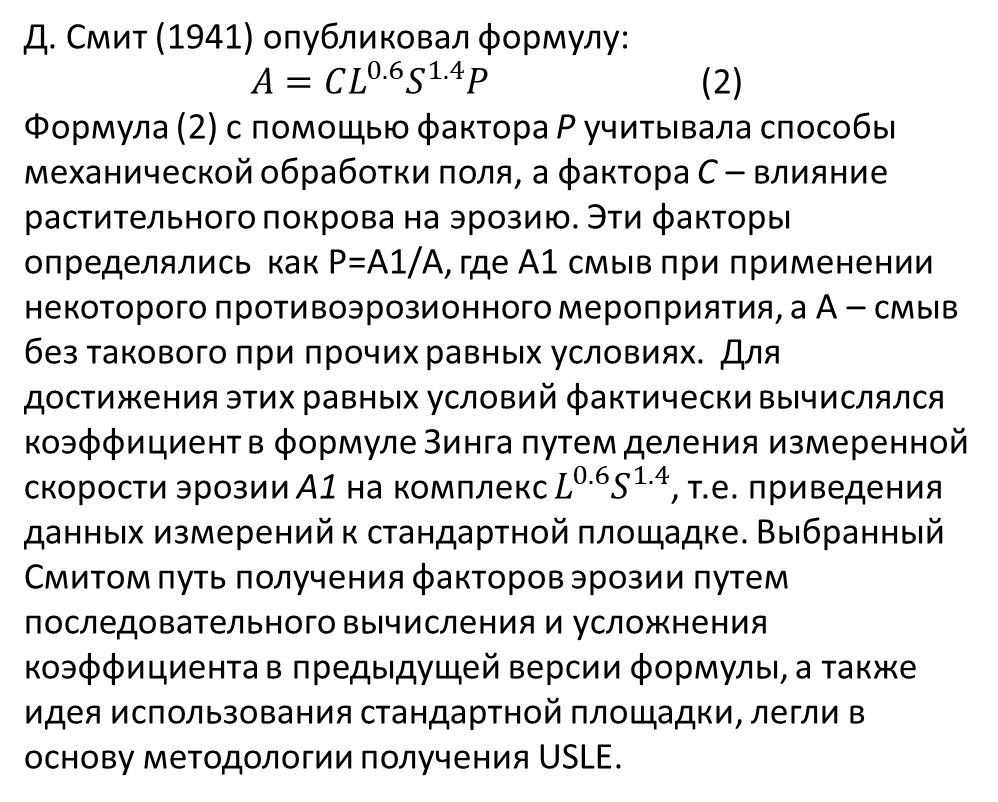 Д. Смит (1941) опубликовал формулу:
A = CL^0.6 S^1.4 P (2)
Формула (2) с помощью фактора P учитывала способы
механической обработки поля, а фактора C – влияние
растительного покрова на эрозию. Эти факторы
определялись как P=A1/A, где A1 смыв при применении
некоторого противоэрозионного мероприятия, а A – смыв
без такового при прочих равных условиях. Для
достижения этих равных условий фактически вычислялся
коэффициент в формуле Зинга путем деления измеренной
скорости эрозии A1 на комплекс L^0.6 S^1.4, т.е. приведения
данных измерений к стандартной площадке. Выбранный
Смитом путь получения факторов эрозии путем
последовательного вычисления и усложнения
коэффициента в предыдущей версии формулы, а также
идея использования стандартной площадки, легли в
основу методологии получения USLE.